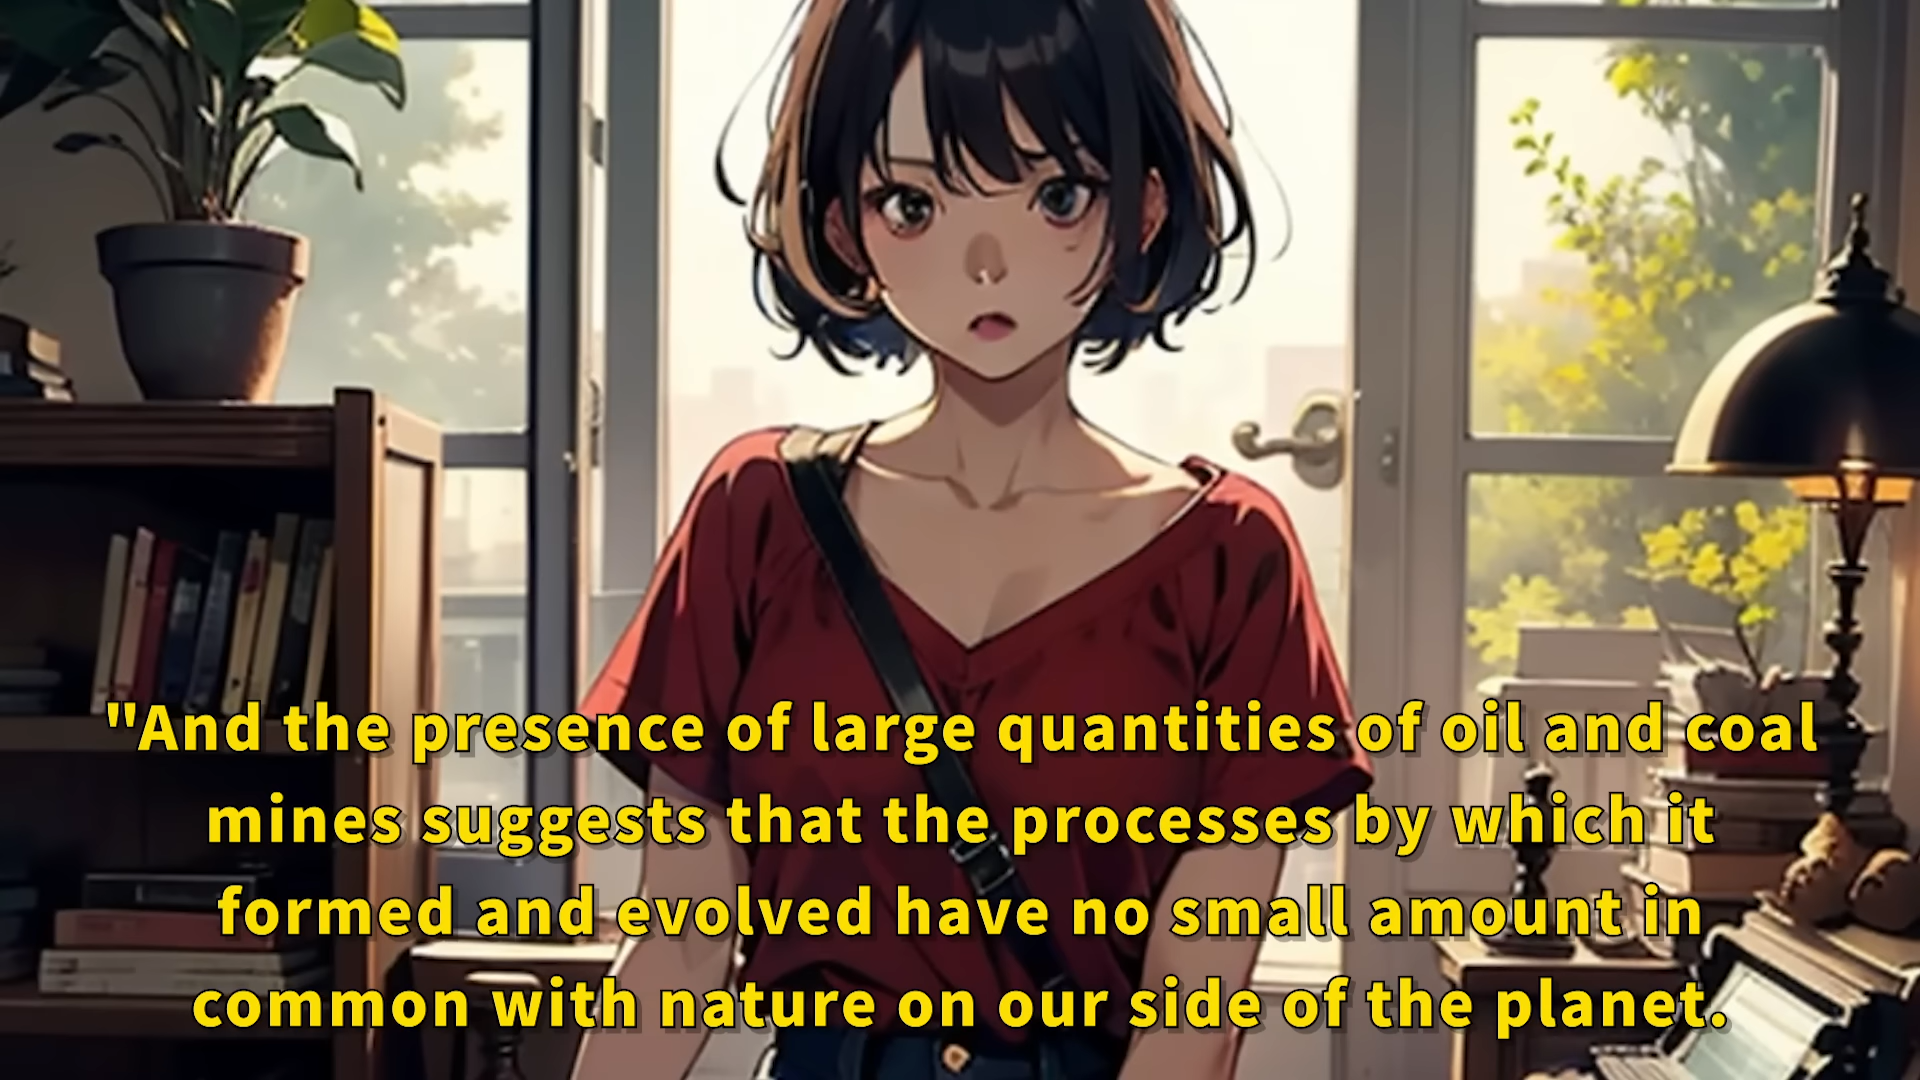 "And the presence of large quantities of oil and coal
mines suggests that the processes by which it
formed and evolved have no small amount in
common with nature on our side of the planet.